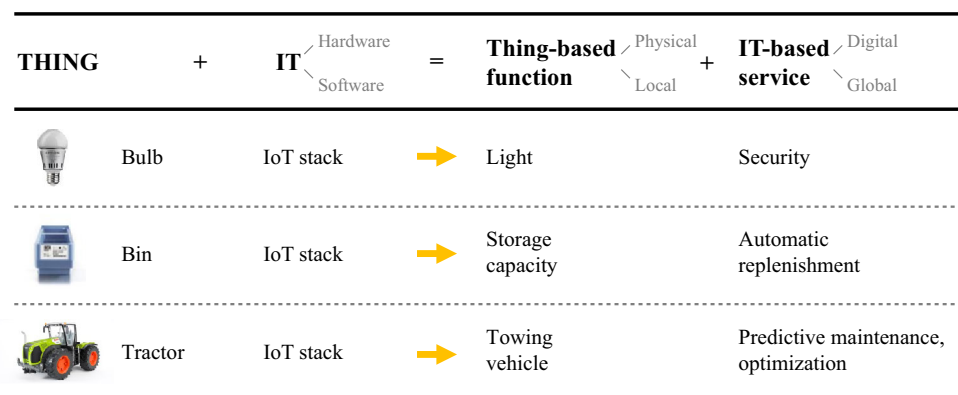 THING + IT Hardware Software = Thing-based function Physical Local + IT-based service Digital Global
Bulb IoT stack Light Security
Bin IoT stack Storage capacity Automatic replenishment
Tractor IoT stack Towing vehicle Predictive maintenance, optimization